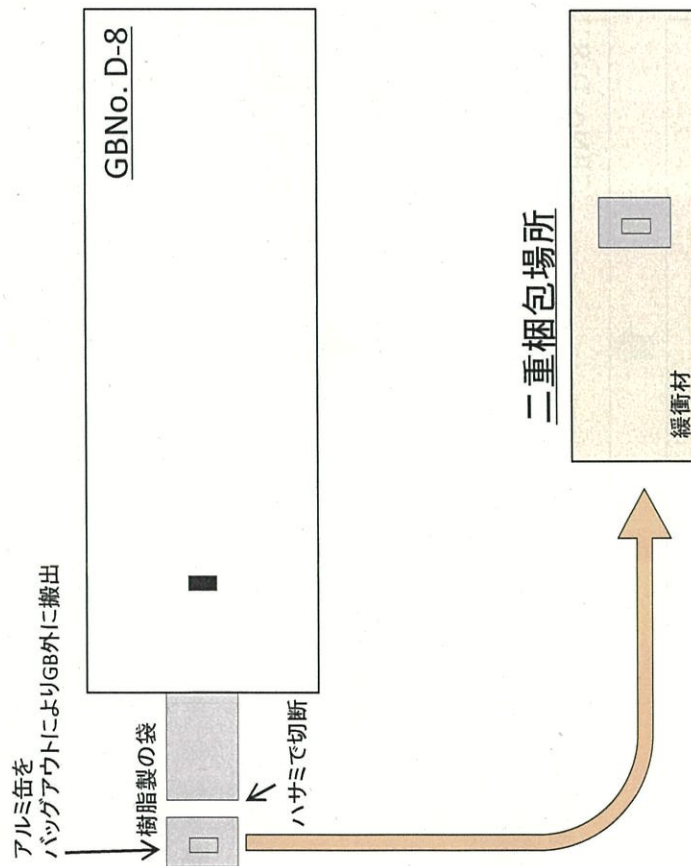 アルミ缶を
バッグアウトによりGB外に搬出
樹脂製の袋
ハサミで切断
GBNo. D-8
二重梱包場所
緩衝材